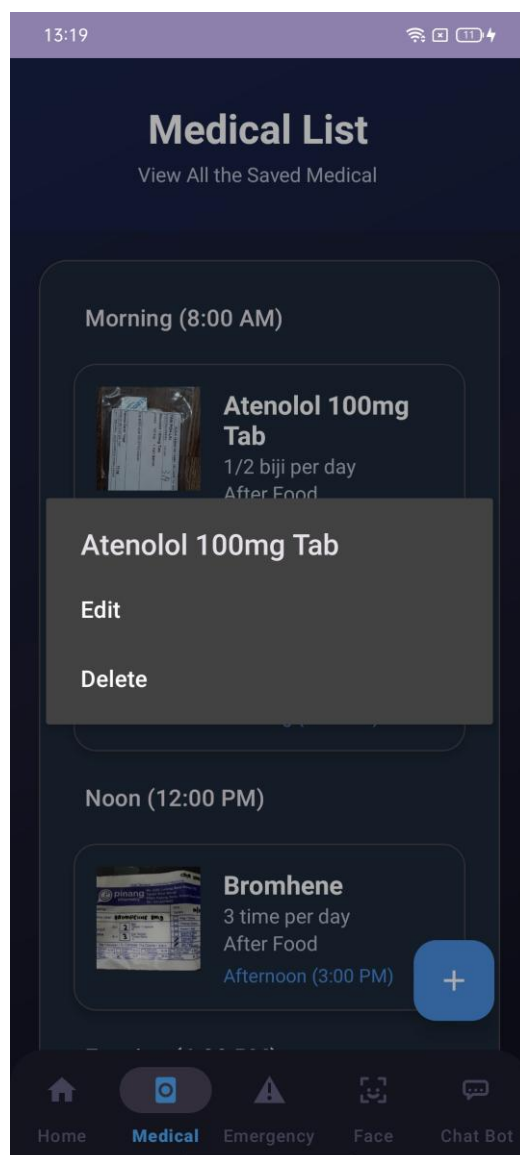 13:19
11
Medical List
View All the Saved Medical
Morning (8:00 AM)
Atenolol 100mg
Tab
1/2 biji per day
After Food
Atenolol 100mg Tab
Edit
Delete
Noon (12:00 PM)
pinang
Bromhene
3 time per day
After Food
Afternoon (3:00 PM)
+
Home
Medical
Emergency
Face
Chat Bot